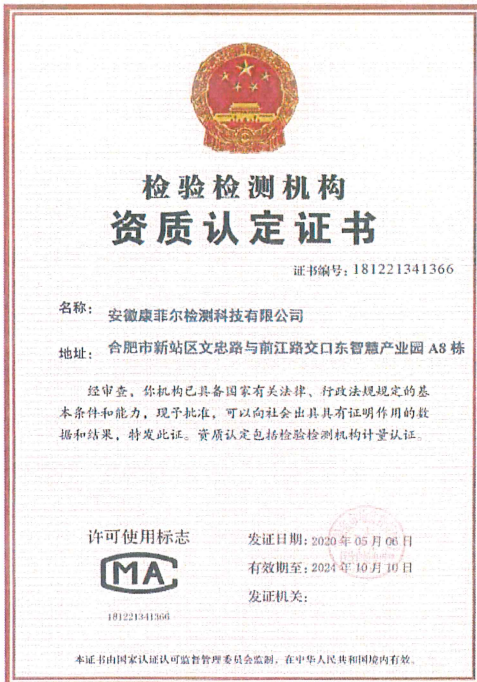 检验检测机构
资质认定证书
证书编号：181221341366
名称： 安徽康菲尔检测科技有限公司
地址： 合肥市新站区文忠路与前江路交口东智慧产业园 A8 栋
经审查，你机构已具备国家有关法律、行政法规规定的基
本条件和能力，现予批准，可以向社会出具具有证明作用的数
据和结果，特发此证。资质认定包括检验检测机构计量认证。
许可使用标志
MA
181221341366
发证日期：2020 年 05 月 06 日
有效期至：2024 年 10 月 10 日
发证机关：
本证书由国家认证认可监督管理委员会监制，在中华人民共和国境内有效。